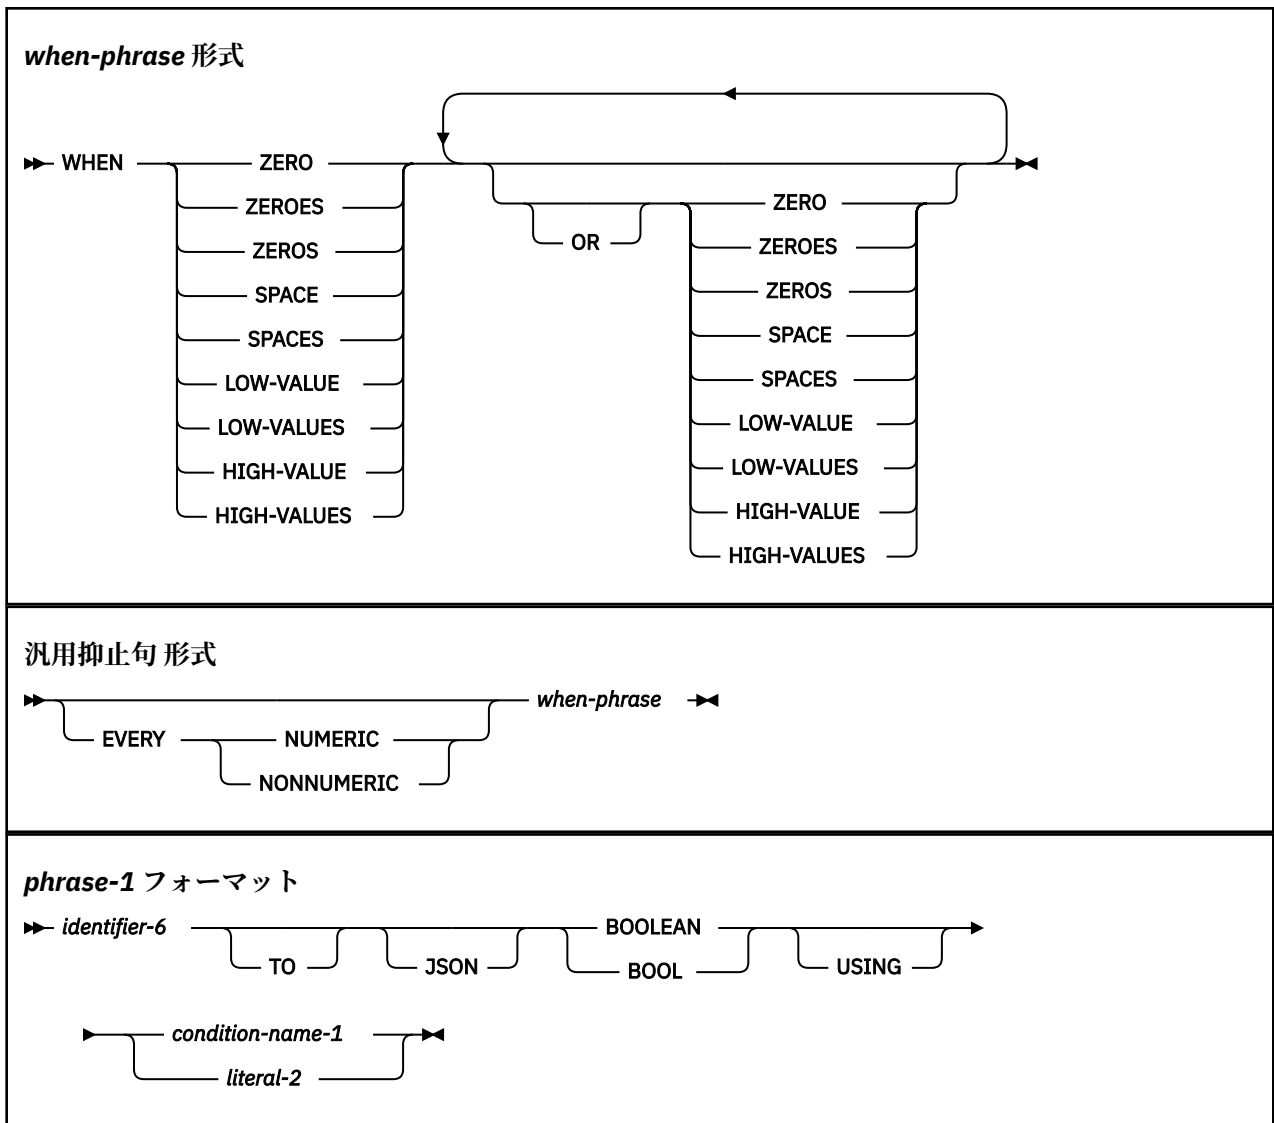 when-phrase 形式
WHEN ZERO
ZEROES
ZEROS
SPACE
SPACES
LOW-VALUE
LOW-VALUES
HIGH-VALUE
HIGH-VALUES
OR
ZERO
ZEROES
ZEROS
SPACE
SPACES
LOW-VALUE
LOW-VALUES
HIGH-VALUE
HIGH-VALUES
汎用抑止句 形式
when-phrase
EVERY NUMERIC
NONNUMERIC
phrase-1 フォーマット
identifier-6 BOOLEAN
TO JSON BOOL USING
condition-name-1
literal-2